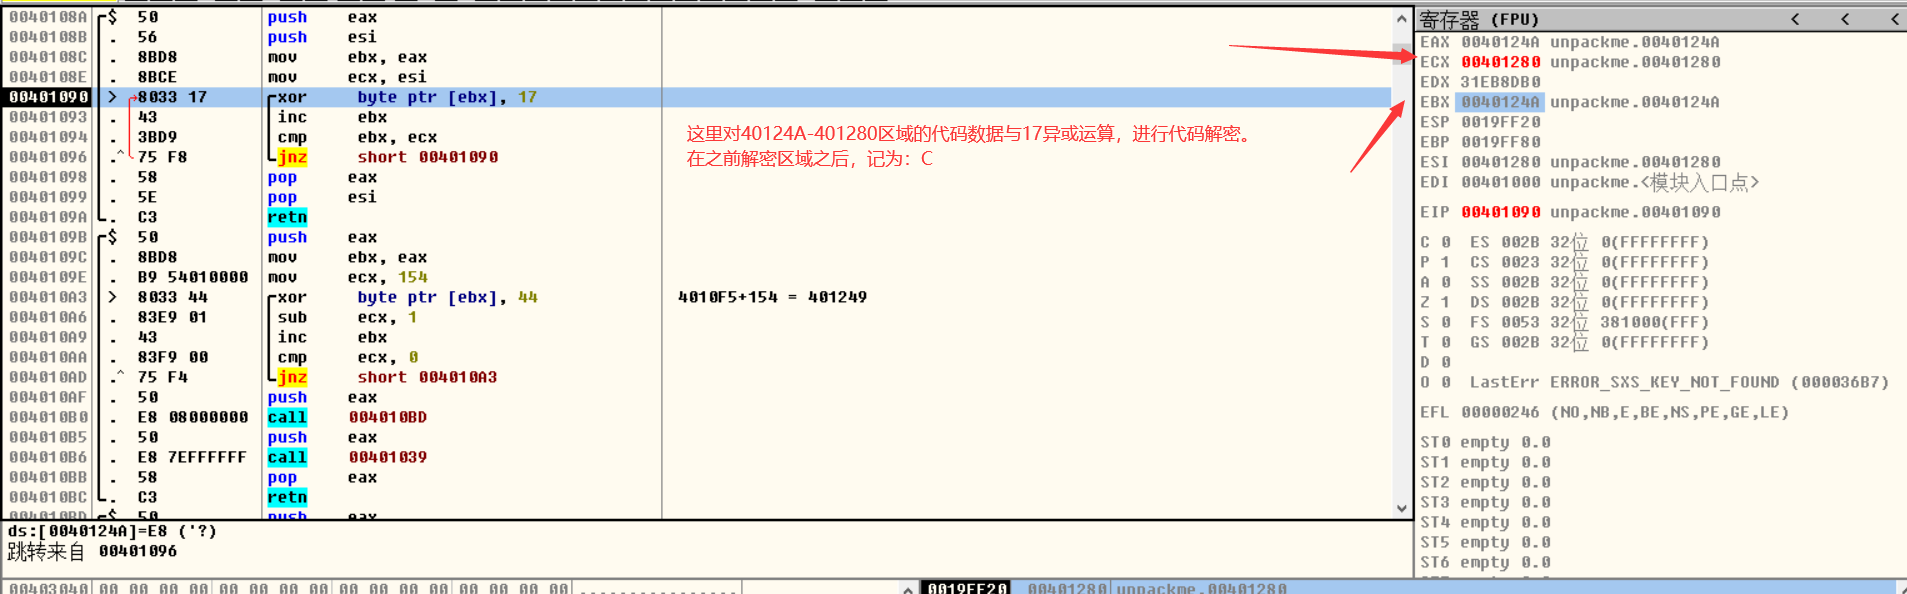 0040108A $ 50 push eax
0040108B . 56 push esi
0040108C . 8BD8 mov ebx, eax
0040108E . 8BCE mov ecx, esi
00401090 > 8033 17 xor byte ptr [ebx], 17
00401093 . 43 inc ebx
00401094 . 3BD9 cmp ebx, ecx
00401096 .^ 75 F8 jnz short 00401090
00401098 . 58 pop eax
00401099 . 5E pop esi
0040109A . C3 retn
0040109B $ 50 push eax
0040109C . 8BD8 mov ebx, eax
0040109E . B9 54010000 mov ecx, 154
004010A3 > 8033 44 xor byte ptr [ebx], 44 4010F5+154 = 401249
004010A6 . 83E9 01 sub ecx, 1
004010A9 . 43 inc ebx
004010AA . 83F9 00 cmp ecx, 0
004010AD .^ 75 F4 jnz short 004010A3
004010AF . 50 push eax
004010B0 . E8 08000000 call 004010BD
004010B5 . 50 push eax
004010B6 . E8 7EFFFFFF call 00401039
004010BB . 58 pop eax
004010BC . C3 retn
004010BD $ 50 push eax
这里对40124A-401280区域的代码数据与17异或运算，进行代码解密。
在之前解密区域之后，记为：C
ds:[0040124A]=E8 ('?)
跳转来自 00401096
寄存器 (FPU) < < <
EAX 0040124A unpackme.0040124A
ECX 00401280 unpackme.00401280
EDX 31EB8DB0
EBX 0040124A unpackme.0040124A
ESP 0019FF20
EBP 0019FF80
ESI 00401280 unpackme.00401280
EDI 00401000 unpackme.<模块入口点>
EIP 00401090 unpackme.00401090
C 0 ES 002B 32位 0(FFFFFFFF)
P 1 CS 0023 32位 0(FFFFFFFF)
A 0 SS 002B 32位 0(FFFFFFFF)
Z 1 DS 002B 32位 0(FFFFFFFF)
S 0 FS 0053 32位 381000(FFF)
T 0 GS 002B 32位 0(FFFFFFFF)
D 0
O 0 LastErr ERROR_SXS_KEY_NOT_FOUND (000036B7)
EFL 00000246 (NO,NB,E,BE,NS,PE,GE,LE)
ST0 empty 0.0
ST1 empty 0.0
ST2 empty 0.0
ST3 empty 0.0
ST4 empty 0.0
ST5 empty 0.0
ST6 empty 0.0
00403040 00 00 00 00 00 00 00 00 00 00 00 00 00 00 00 00 ................
0019FF20 00401280 unpackme.00401280